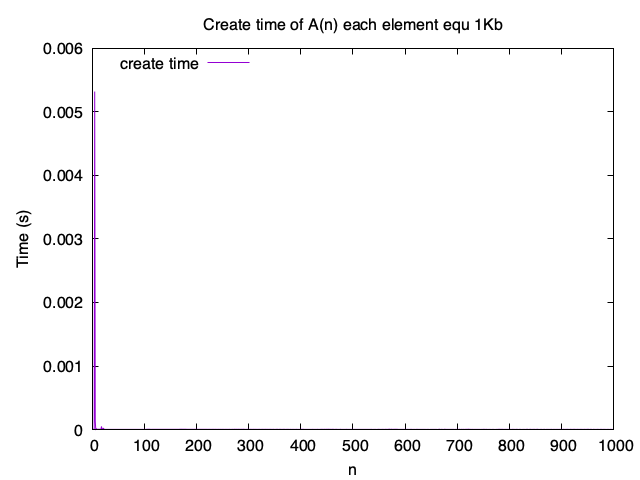 Create time of A(n) each element equ 1Kb
create time
0.006
0.005
0.004
0.003
0.002
0.001
0
Time (s)
0 100 200 300 400 500 600 700 800 900 1000
n